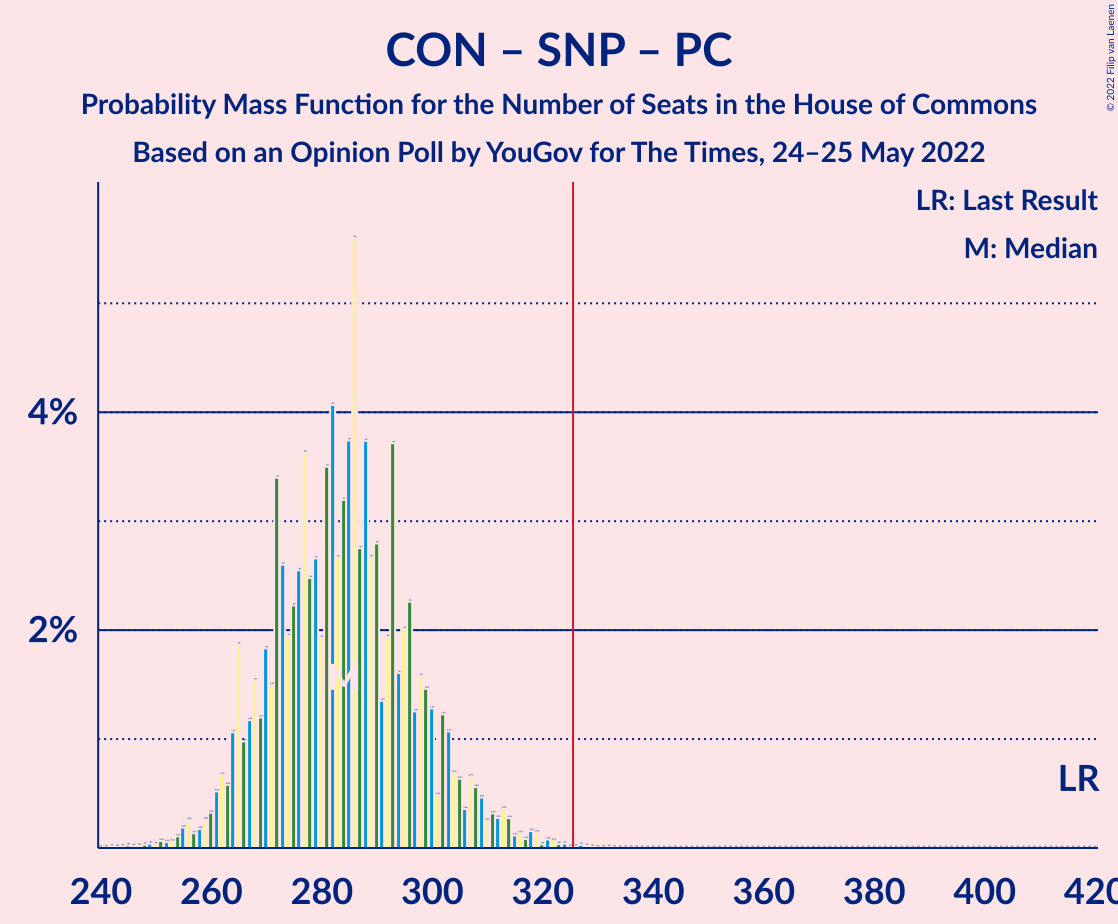 CON – SNP – PC
Probability Mass Function for the Number of Seats in the House of Commons
Based on an Opinion Poll by YouGov for The Times, 24–25 May 2022
© 2022 Filip van Laenen
LR: Last Result
M: Median
4%
2%
M
LR
240 260 280 300 320 340 360 380 400 420